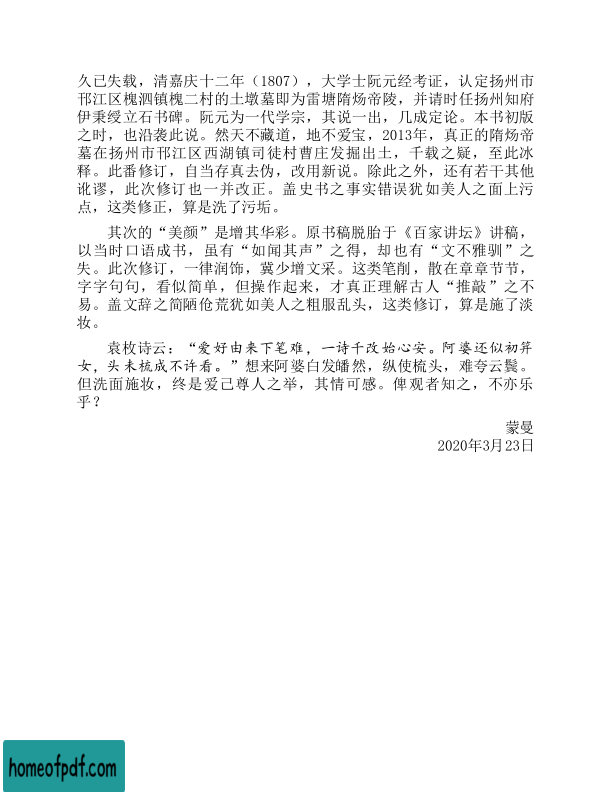 久已失载，清嘉庆十二年（1807），大学士阮元经考证，认定扬州市
邗江区槐泗镇槐二村的土墩墓即为雷塘隋炀帝陵，并请时任扬州知府
伊秉绶立石书碑。阮元为一代学宗，其说一出，几成定论。本书初版
之时，也沿袭此说。然天不藏道，地不爱宝，2013年，真正的隋炀帝
墓在扬州市邗江区西湖镇司徒村曹庄发掘出土，千载之疑，至此冰
释。此番修订，自当存真去伪，改用新说。除此之外，还有若干其他
讹谬，此次修订也一并改正。盖史书之事实错误犹如美人之面上污
点，这类修正，算是洗了污垢。
其次的“美颜”是增其华彩。原书稿脱胎于《百家讲坛》讲稿，
以当时口语成书，虽有“如闻其声”之得，却也有“文不雅驯”之
失。此次修订，一律润饰，冀少增文采。这类笔削，散在章章节节，
字字句句，看似简单，但操作起来，才真正理解古人“推敲”之不
易。盖文辞之简陋伧荒犹如美人之粗服乱头，这类修订，算是施了淡
妆。
袁枚诗云：“爱好由来下笔难，一诗千改始心安。阿婆还似初笄
女，头未梳成不许看。”想来阿婆白发皤然，纵使梳头，难夸云鬓。
但洗面施妆，终是爱己尊人之举，其情可感。俾观者知之，不亦乐
乎？
蒙曼
2020年3月23日
homeofpdf.com